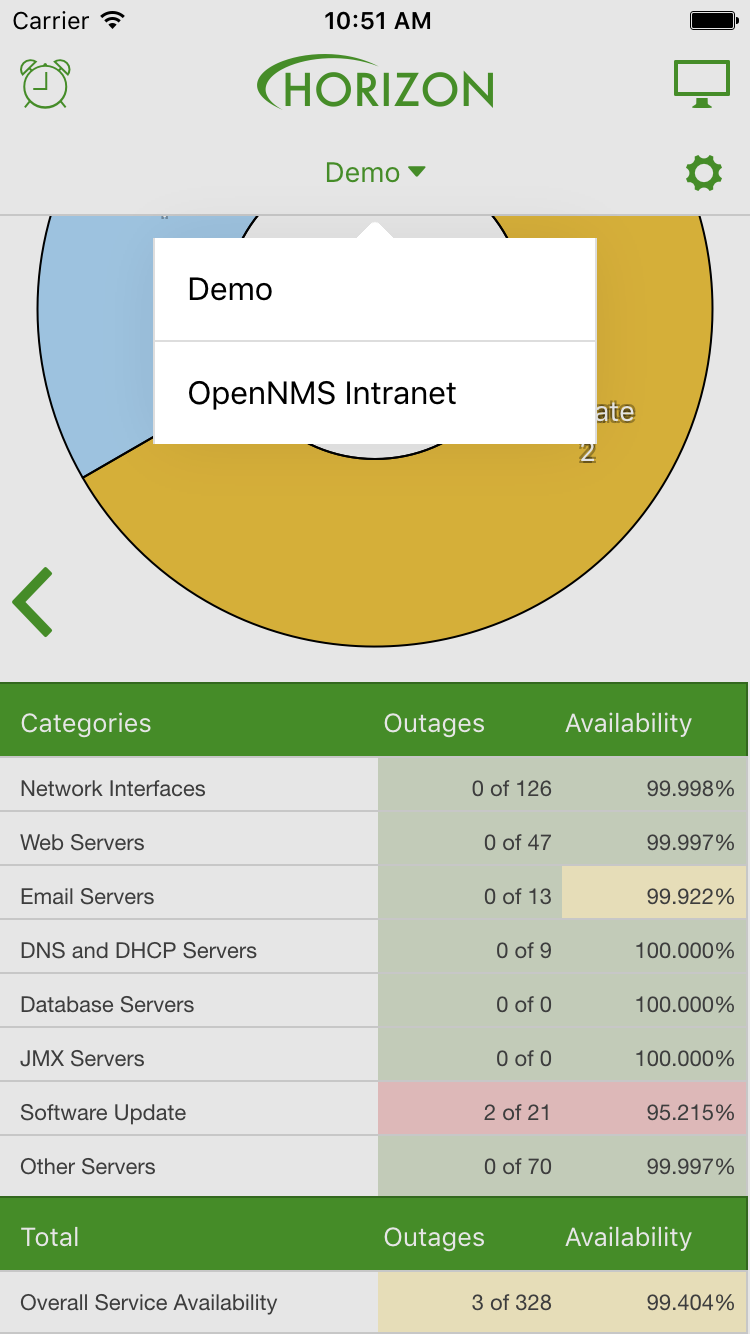 Carrier 10:51 AM
HORIZON
Demo
Demo
OpenNMS Intranet
ate
2
Categories Outages Availability
Network Interfaces 0 of 126 99.998%
Web Servers 0 of 47 99.997%
Email Servers 0 of 13 99.922%
DNS and DHCP Servers 0 of 9 100.000%
Database Servers 0 of 0 100.000%
JMX Servers 0 of 0 100.000%
Software Update 2 of 21 95.215%
Other Servers 0 of 70 99.997%
Total Outages Availability
Overall Service Availability 3 of 328 99.404%